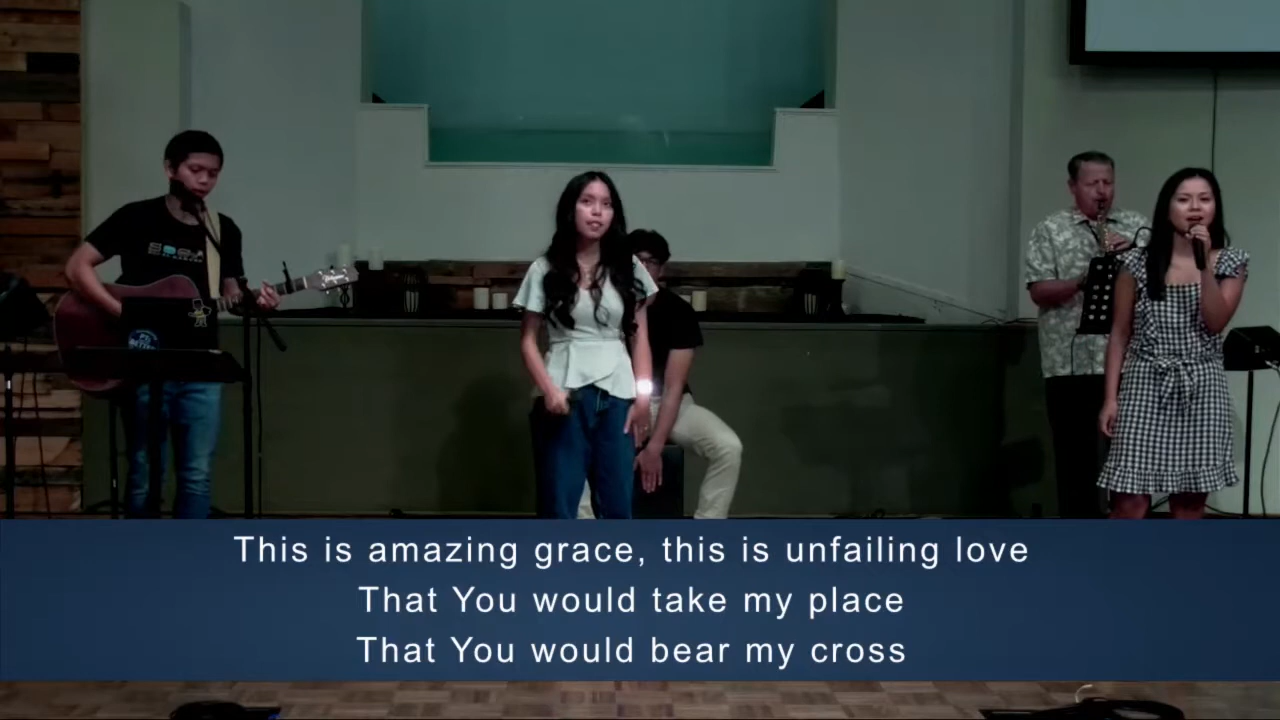 This is amazing grace, this is unfailing love
That You would take my place
That You would bear my cross